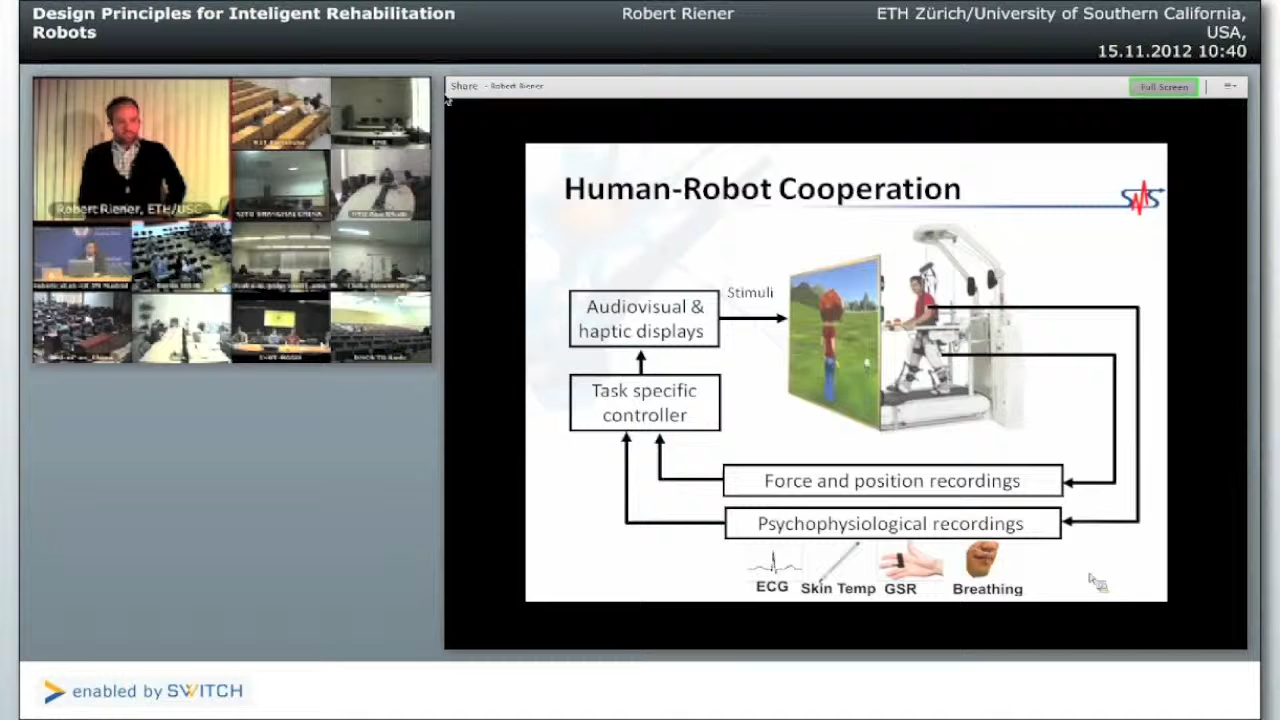 Design Principles for Inteligent Rehabilitation
Robots
Robert Riener
ETH Zürich/University of Southern California,
USA,
15.11.2012 10:40
Share - Robert Riener
Full Screen
Robert Riener, ETH/USC
Human-Robot Cooperation
Audiovisual &
haptic displays
Stimuli
Task specific
controller
Force and position recordings
Psychophysiological recordings
ECG
Skin Temp
GSR
Breathing
enabled by SWITCH